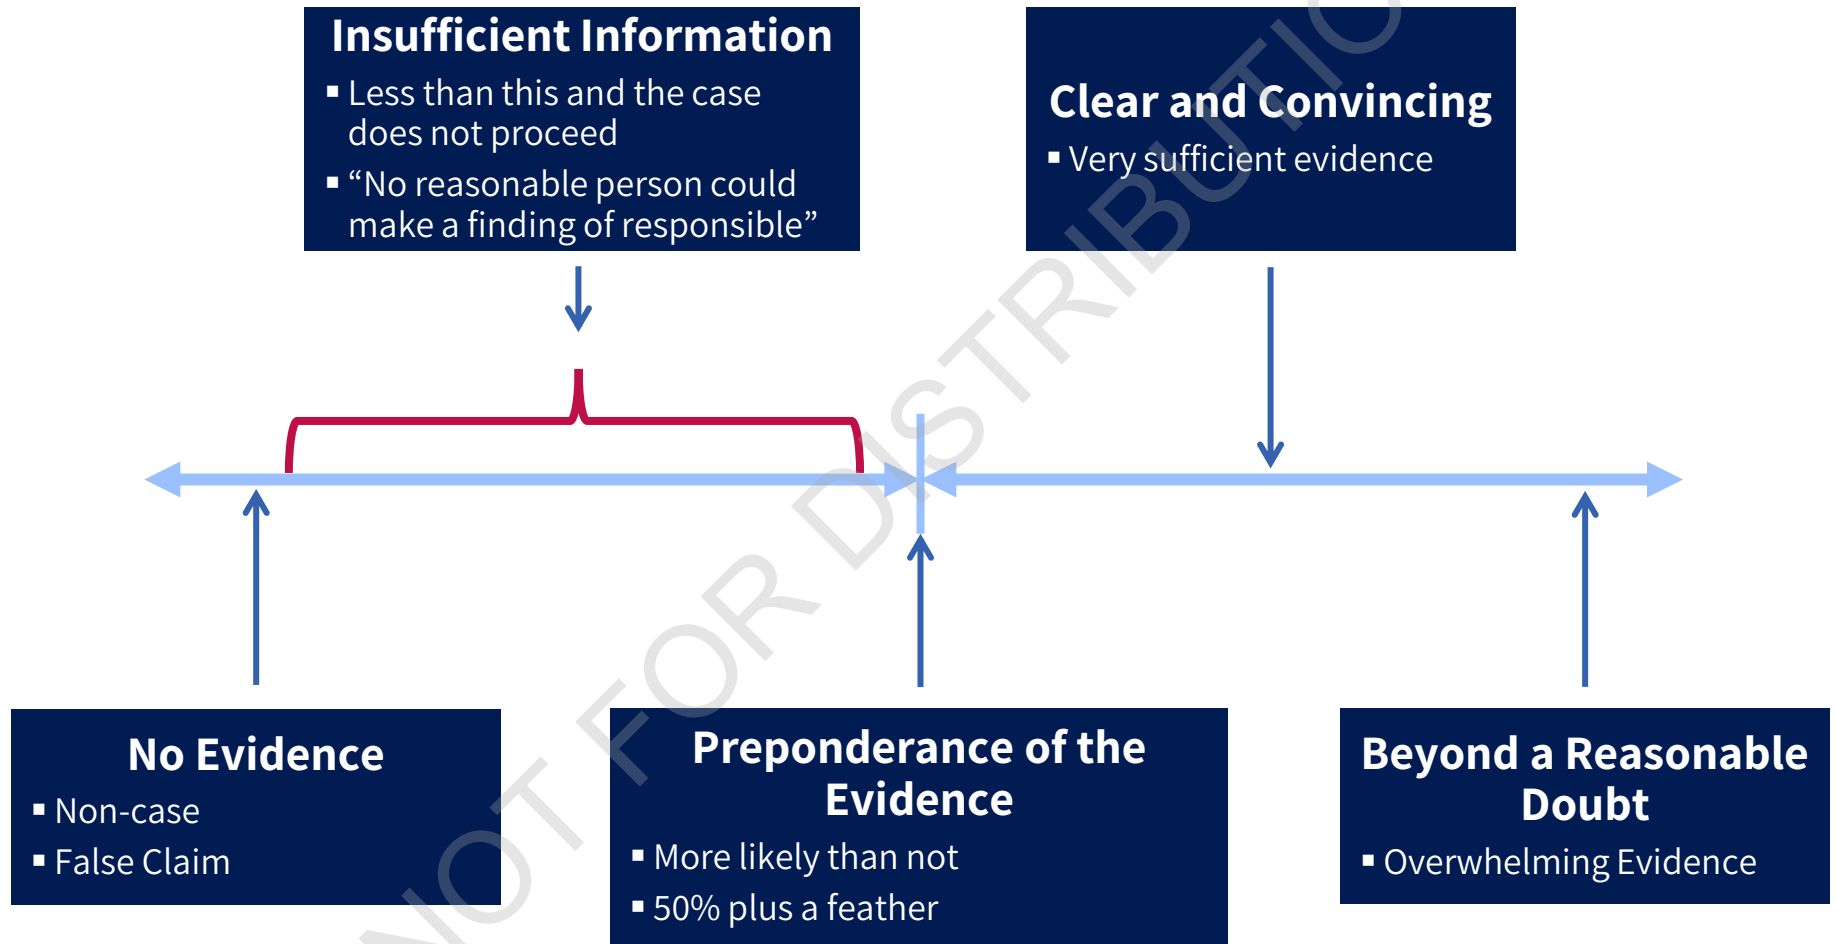 Insufficient Information
▪ Less than this and the case
does not proceed
▪ “No reasonable person could
make a finding of responsible”
Clear and Convincing
▪ Very sufficient evidence
No Evidence
▪ Non-case
▪ False Claim
Preponderance of the
Evidence
▪ More likely than not
▪ 50% plus a feather
Beyond a Reasonable
Doubt
▪ Overwhelming Evidence
NOT FOR DISTRIBUTIO